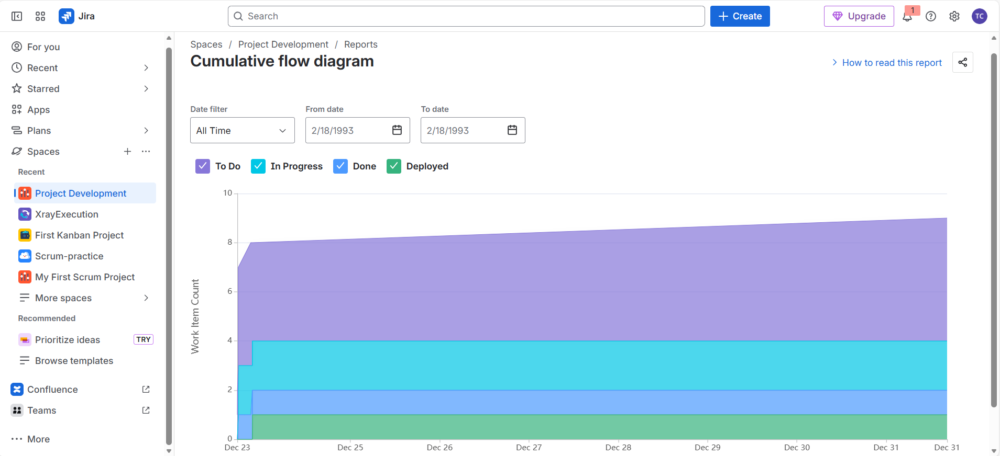 Jira
Search
Create
Upgrade
1
TC
For you
Recent
Starred
Apps
Plans
Spaces
Recent
Project Development
XrayExecution
First Kanban Project
Scrum-practice
My First Scrum Project
More spaces
Recommended
Prioritize ideas
TRY
Browse templates
Confluence
Teams
More
Spaces / Project Development / Reports
Cumulative flow diagram
How to read this report
Date filter
From date
To date
All Time
2/18/1993
2/18/1993
To Do
In Progress
Done
Deployed
Work Item Count
10
8
6
4
2
0
Dec 23
Dec 25
Dec 26
Dec 27
Dec 28
Dec 29
Dec 30
Dec 31
Dec 31